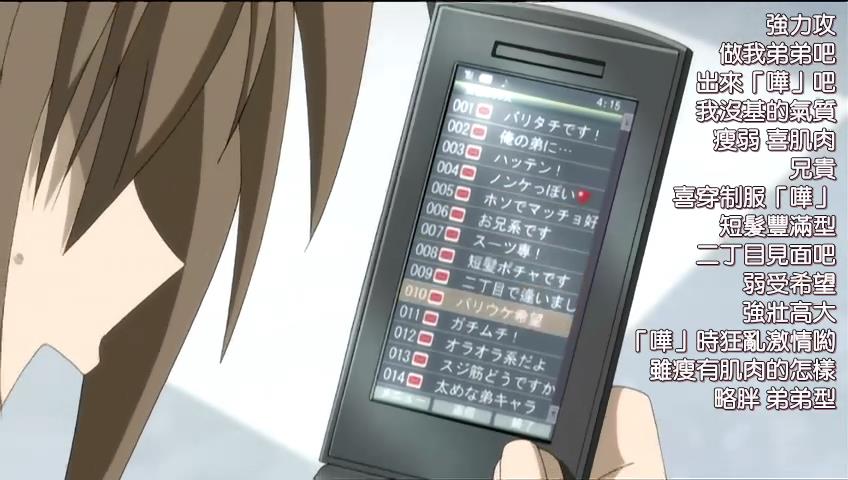 4:15
001 バリタチです!
002 俺の弟に…
003 ハッテン!
004 ノンケっぽい
005 ホソでマッチョ好
006 お兄系です
007 スーツ専!
008 短髪ポチャです
009 二丁目で逢いまし
010 バリウケ希望
011 ガチムチ!
012 オラオラ系だよ
013 スジ筋どうですか
014 太めな弟キャラ
メニュー
終了
強力攻
做我弟弟吧
出來「嗶」吧
我沒基的氣質
瘦弱 喜肌肉
兄貴
喜穿制服「嗶」
短髮豐滿型
二丁目見面吧
弱受希望
強壯高大
「嗶」時狂亂激情喲
雖瘦有肌肉的怎樣
略胖 弟弟型